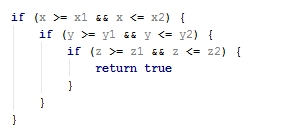 if (x >= x1 && x <= x2) {
    if (y >= y1 && y <= y2) {
        if (z >= z1 && z <= z2) {
            return true
        }
    }
}